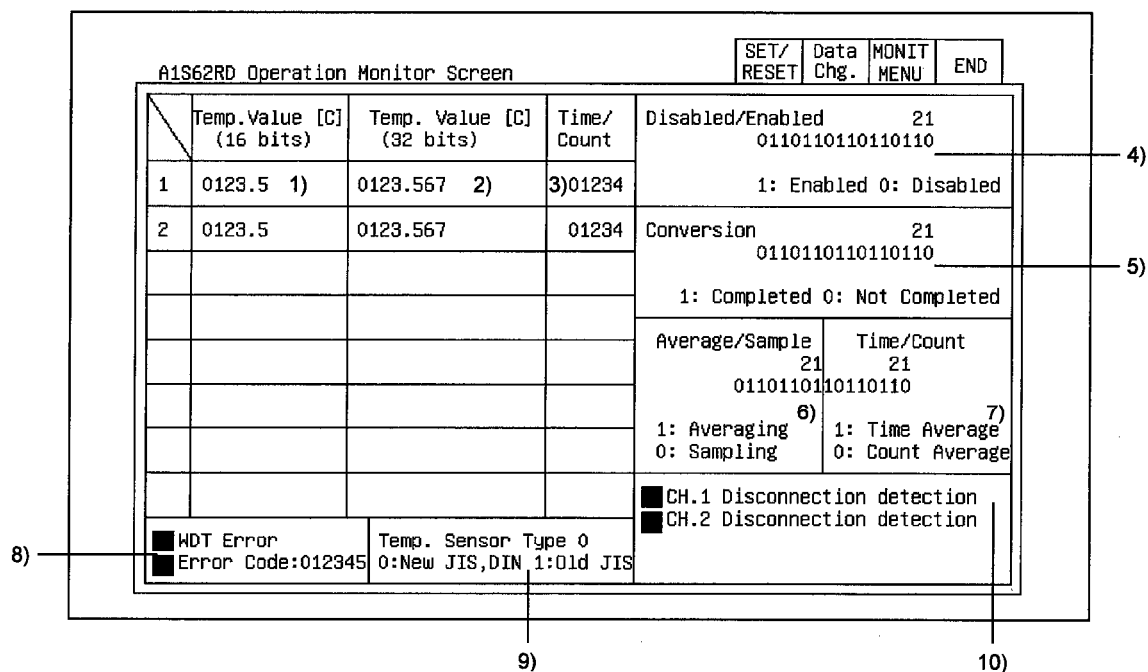 SET/ RESET
Data Chg.
MONIT MENU
END
A1S62RD Operation Monitor Screen
Temp.Value [C] (16 bits)
Temp. Value [C] (32 bits)
Time/ Count
1 0123.5 1) 0123.567 2) 3)01234
2 0123.5 0123.567 01234
Disabled/Enabled 21
0110110110110110
4)
1: Enabled 0: Disabled
Conversion 21
0110110110110110
5)
1: Completed 0: Not Completed
Average/Sample Time/Count
21 21
0110110110110110
6) 7)
1: Averaging 1: Time Average
0: Sampling 0: Count Average
CH.1 Disconnection detection
CH.2 Disconnection detection
WDT Error
8)
Error Code:012345
Temp. Sensor Type 0
0:New JIS,DIN 1:Old JIS
9)
10)